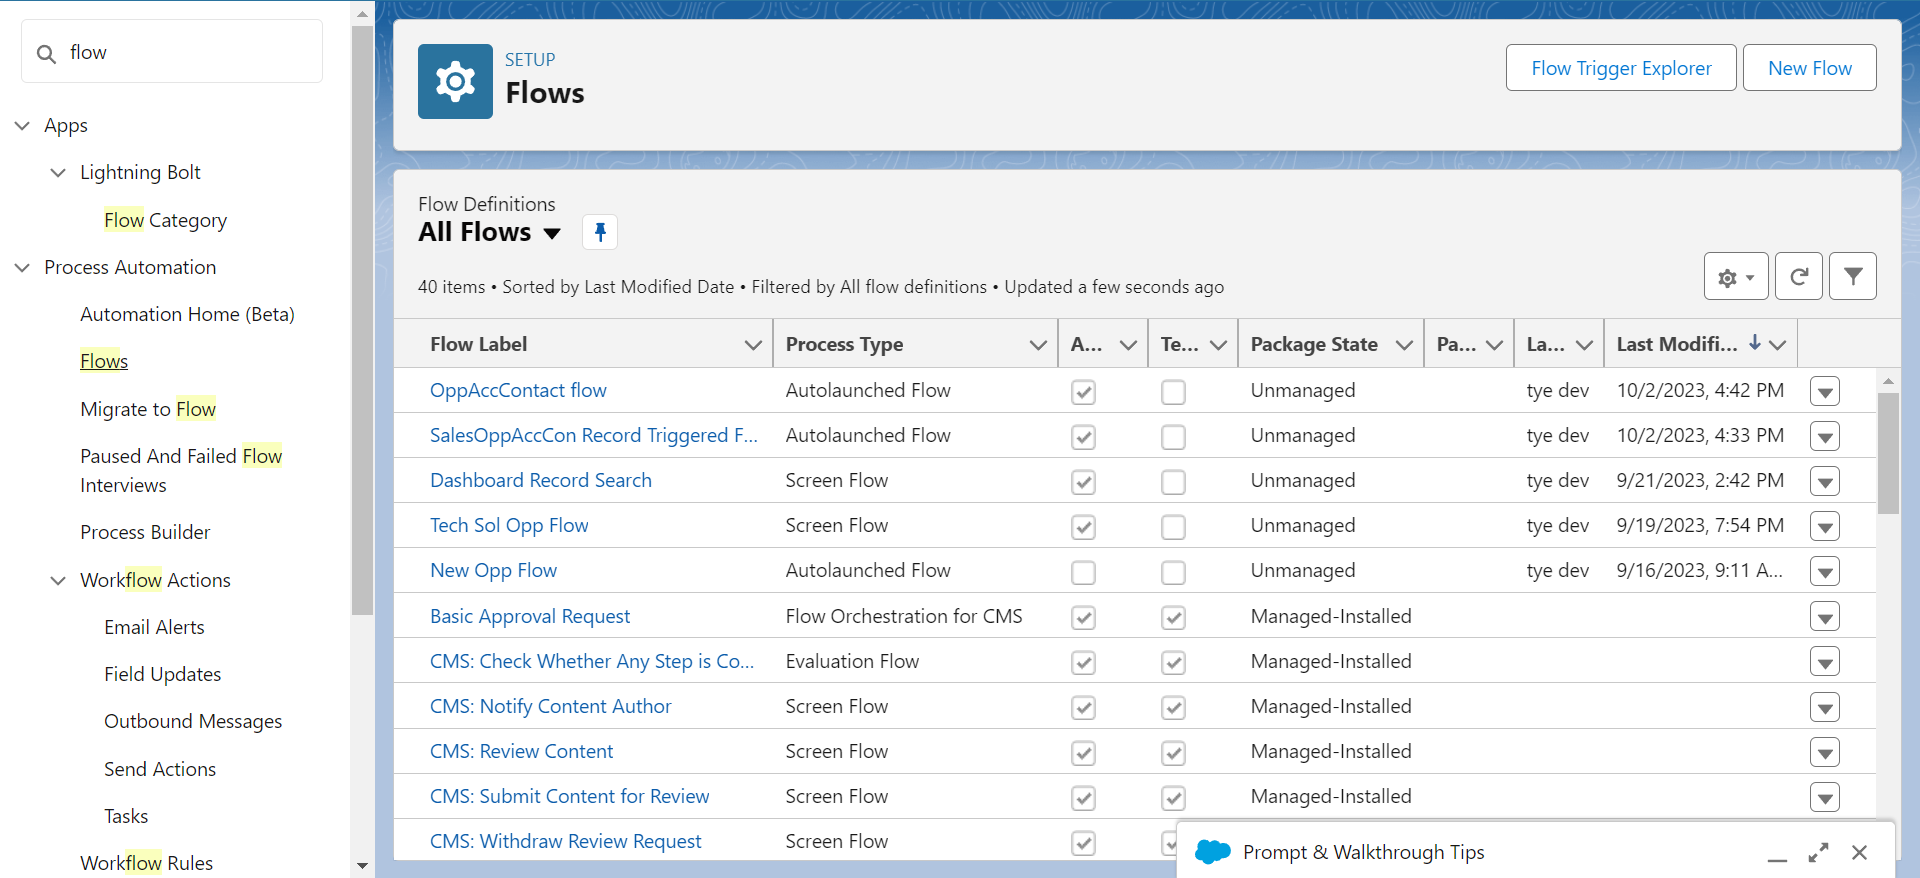 flow
Apps
Lightning Bolt
Flow Category
Process Automation
Automation Home (Beta)
Flows
Migrate to Flow
Paused And Failed Flow
Interviews
Process Builder
Workflow Actions
Email Alerts
Field Updates
Outbound Messages
Send Actions
Tasks
Workflow Rules
SETUP
Flows
Flow Trigger Explorer
New Flow
Flow Definitions
All Flows
40 items • Sorted by Last Modified Date • Filtered by All flow definitions • Updated a few seconds ago
Flow Label Process Type A... Te... Package State Pa... La... Last Modifi...
OppAccContact flow Autolaunched Flow Unmanaged tye dev 10/2/2023, 4:42 PM
SalesOppAccCon Record Triggered F... Autolaunched Flow Unmanaged tye dev 10/2/2023, 4:33 PM
Dashboard Record Search Screen Flow Unmanaged tye dev 9/21/2023, 2:42 PM
Tech Sol Opp Flow Screen Flow Unmanaged tye dev 9/19/2023, 7:54 PM
New Opp Flow Autolaunched Flow Unmanaged tye dev 9/16/2023, 9:11 A...
Basic Approval Request Flow Orchestration for CMS Managed-Installed
CMS: Check Whether Any Step is Co... Evaluation Flow Managed-Installed
CMS: Notify Content Author Screen Flow Managed-Installed
CMS: Review Content Screen Flow Managed-Installed
CMS: Submit Content for Review Screen Flow Managed-Installed
CMS: Withdraw Review Request Screen Flow
Prompt & Walkthrough Tips